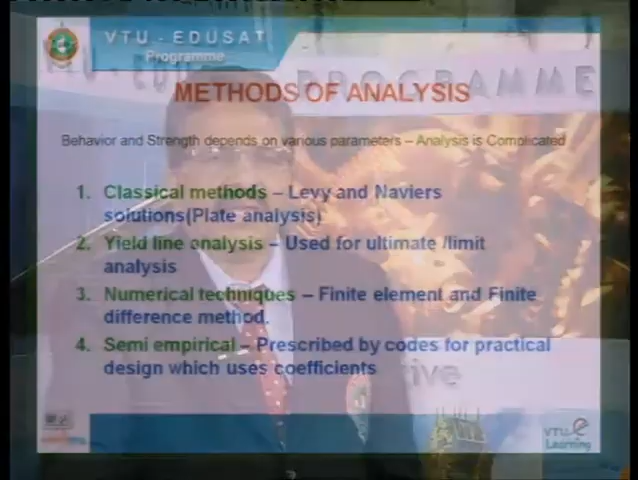 VTU - EDUSAT
Programme
PROGRAMME
METHODS OF ANALYSIS
Behavior and Strength depends on various parameters – Analysis is Complicated
1. Classical methods – Levy and Naviers
solutions(Plate analysis)
2. Yield line analysis – Used for ultimate /limit
analysis
3. Numerical techniques – Finite element and Finite
difference method.
4. Semi empirical – Prescribed by codes for practical
design which uses coefficients
tive
VTU e
Learning